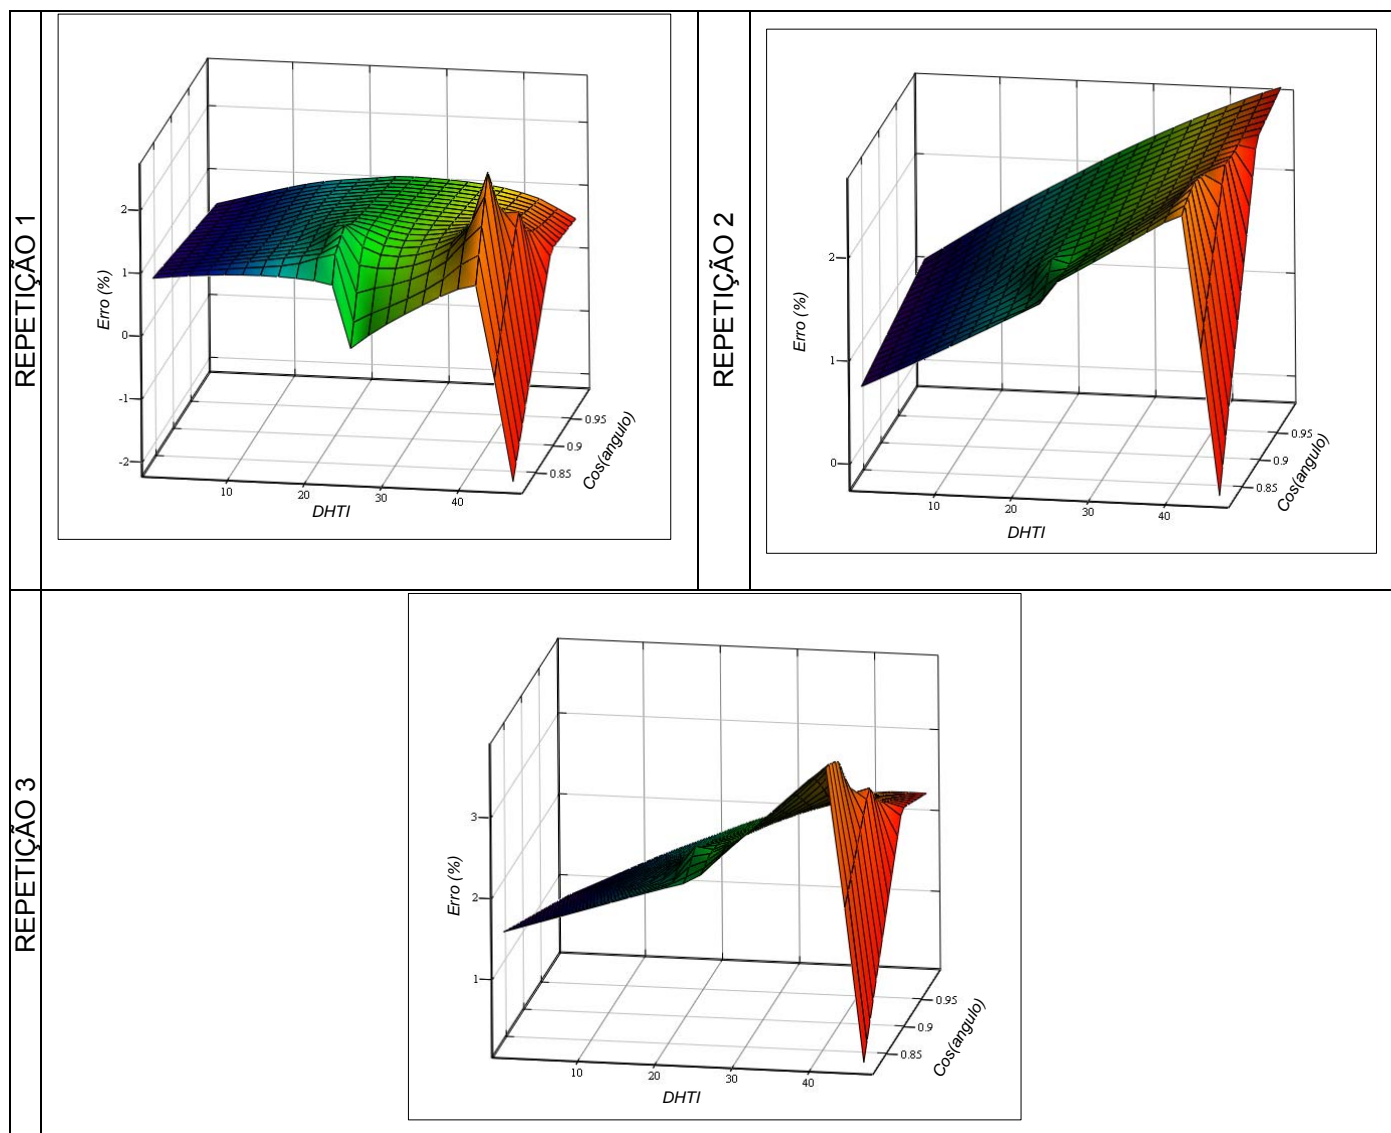 REPETIÇÃO 1
2
1
0
-1
-2
Erro (%)
10
20
30
40
DHTI
0.95
0.9
0.85
Cos(angulo)
REPETIÇÃO 2
2
1
0
Erro (%)
10
20
30
40
DHTI
0.95
0.9
0.85
Cos(angulo)
REPETIÇÃO 3
3
2
1
Erro (%)
10
20
30
40
DHTI
0.95
0.9
0.85
Cos(angulo)